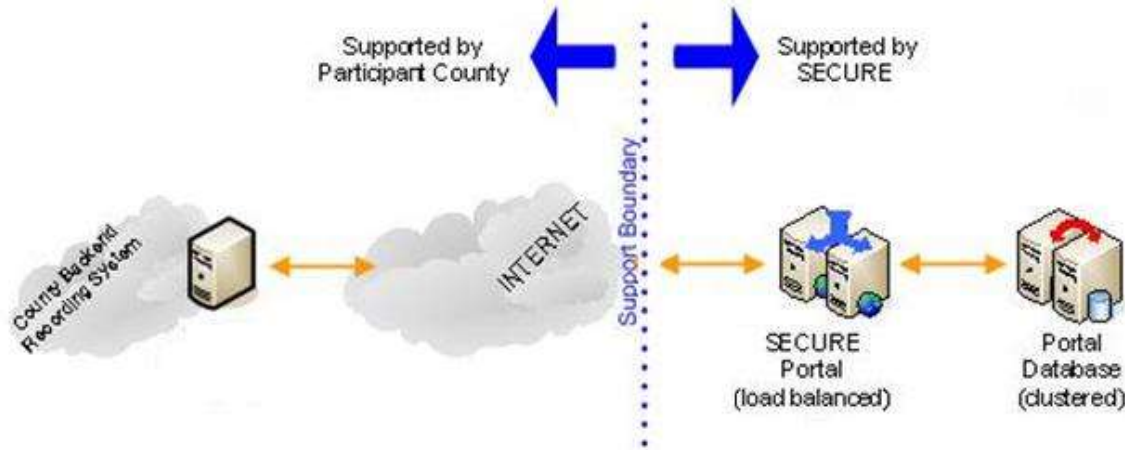 Supported by
Participant County
Supported by
SECURE
Support Boundary
County Backend
Recording System
INTERNET
SECURE
Portal
(load balanced)
Portal
Database
(clustered)